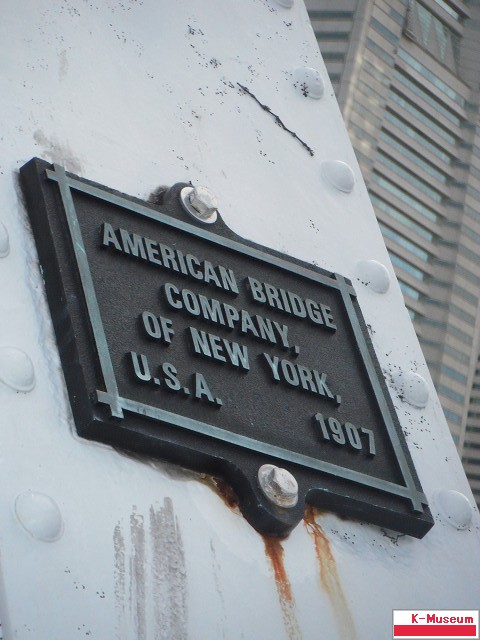 AMERICAN BRIDGE
COMPANY,
OF NEW YORK,
U.S.A. 1907
K-Museum